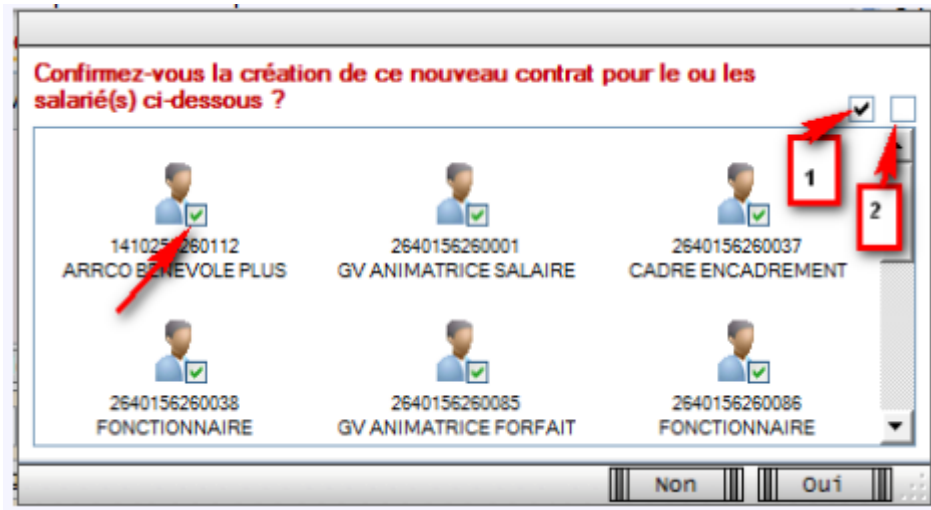 Confirmez-vous la création de ce nouveau contrat pour le ou les
salarié(s) ci-dessous ?
1
2
2640156260001
2640156260037
ARRCO BENEVOLE PLUS
GV ANIMATRICE SALAIRE
CADRE ENCADREMENT
2640156260038
2640156260085
2640156260086
FONCTIONNAIRE
GV ANIMATRICE FORFAIT
FONCTIONNAIRE
Non
Oui